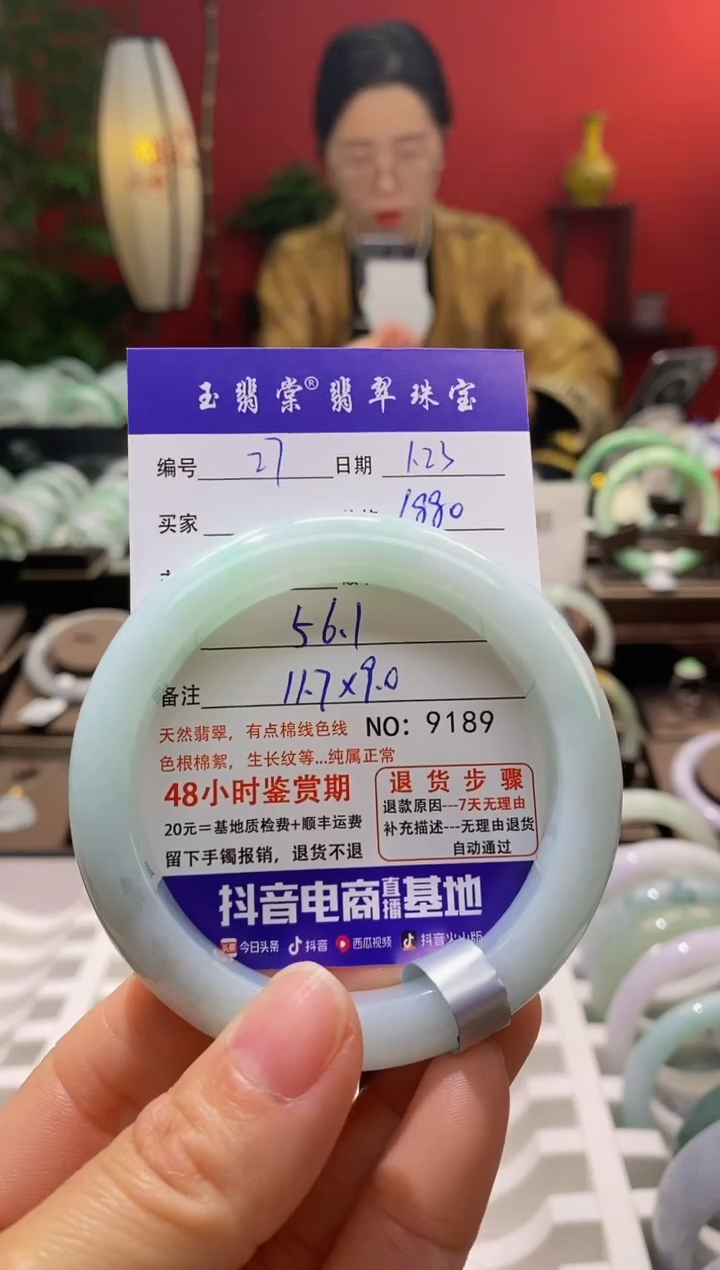 玉翡棠® 翡翠珠宝
编号 27 日期 1.23
买家 1880
56.1
备注 11.7×9.0
天然翡翠,有点棉线色线 NO: 9189
色根棉絮,生长纹等...纯属正常
48小时鉴赏期
20元=基地质检费+顺丰运费
留下手镯报销,退货不退
退货步骤
退款原因---7天无理由
补充描述---无理由退货
自动通过
抖音电商直播基地
头条 今日头条 抖音 西瓜视频 抖音火山版